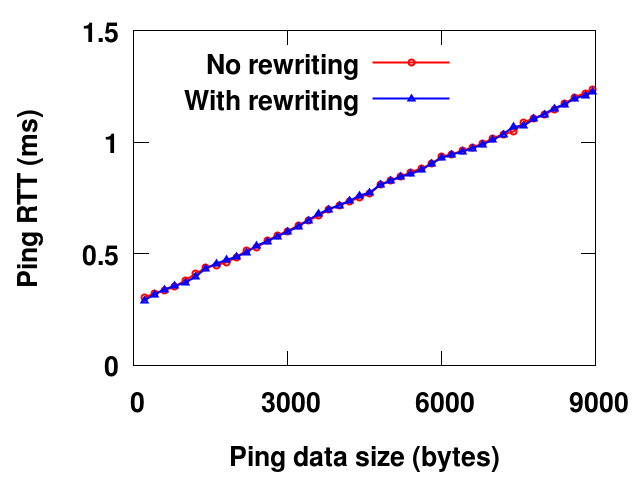 1.5
No rewriting
With rewriting
1
Ping RTT (ms)
0.5
0
0 3000 6000 9000
Ping data size (bytes)